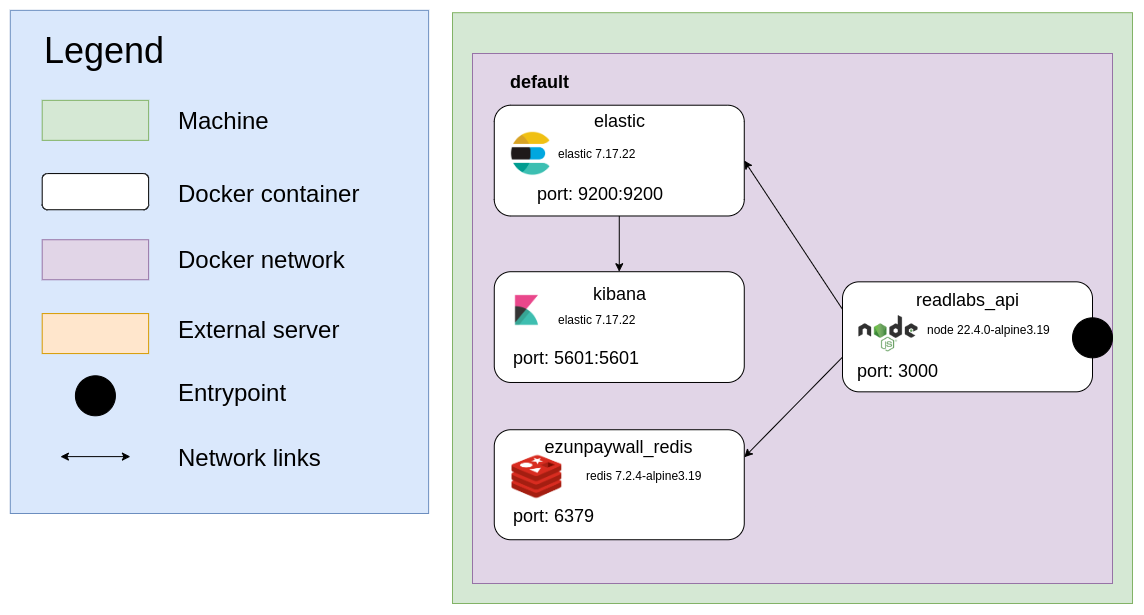 Legend
Machine
Docker container
Docker network
External server
Entrypoint
Network links
default
elastic
elastic 7.17.22
port: 9200:9200
kibana
elastic 7.17.22
port: 5601:5601
ezunpaywall_redis
redis 7.2.4-alpine3.19
port: 6379
readlabs_api
node
JS
node 22.4.0-alpine3.19
port: 3000